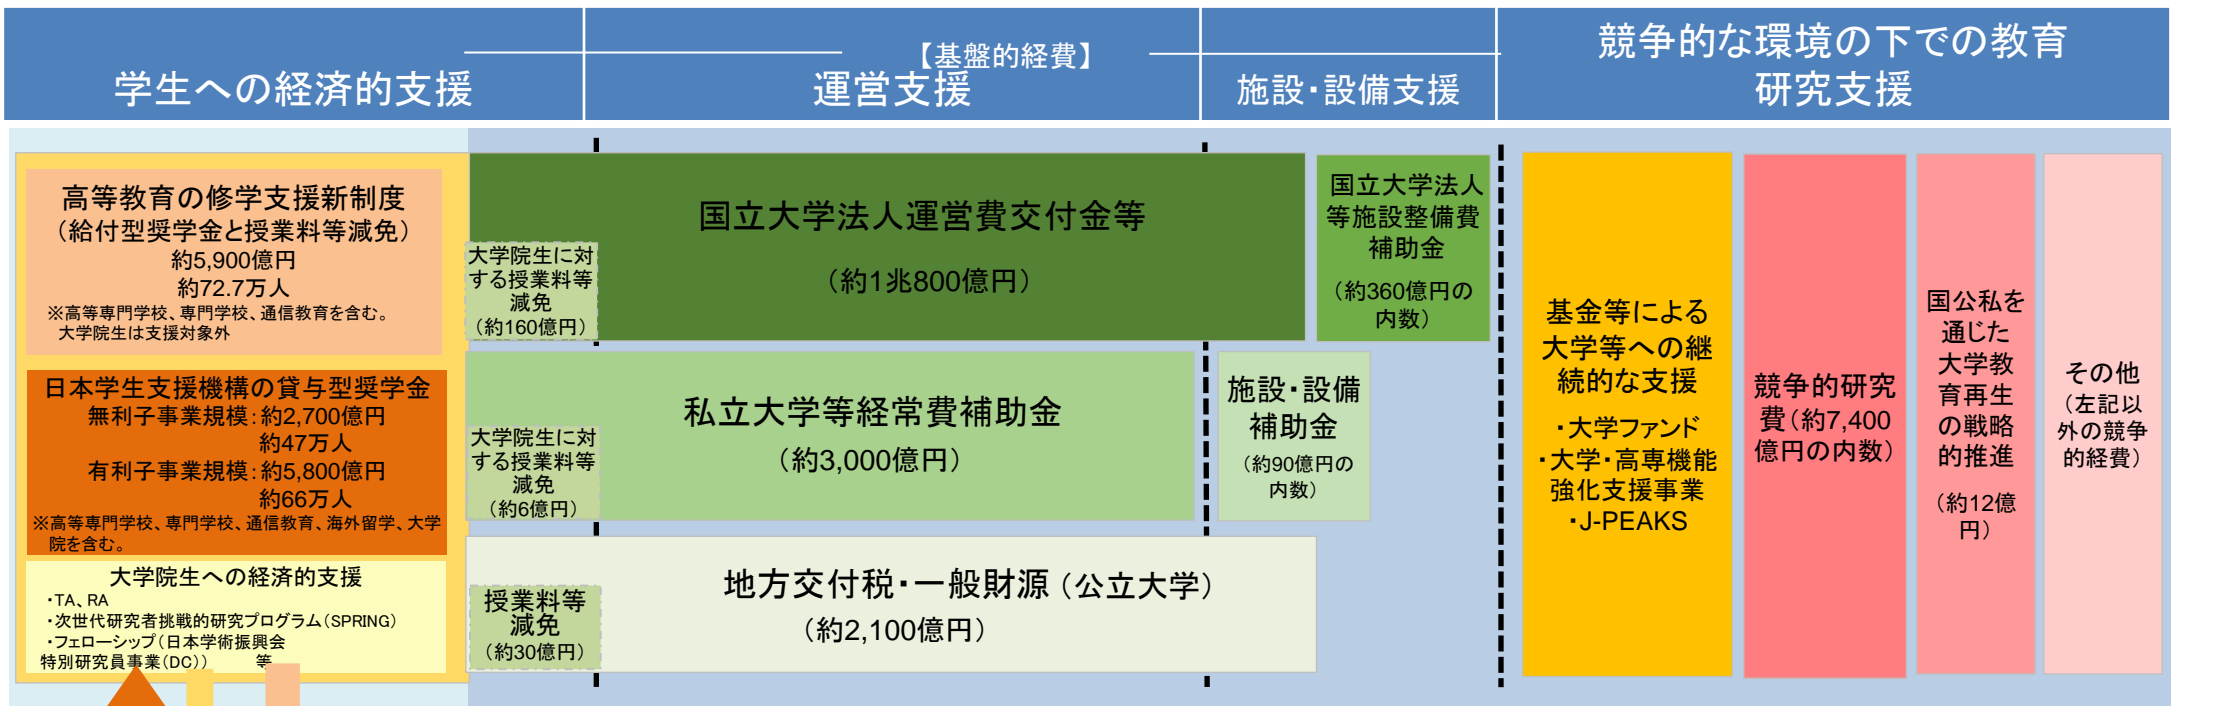 【基盤的経費】
学生への経済的支援
運営支援
施設・設備支援
競争的な環境の下での教育
研究支援
高等教育の修学支援新制度
（給付型奨学金と授業料等減免）
約5,900億円
約72.7万人
※高等専門学校、専門学校、通信教育を含む。
大学院生は支援対象外
日本学生支援機構の貸与型奨学金
無利子事業規模：約2,700億円
約47万人
有利子事業規模：約5,800億円
約66万人
※高等専門学校、専門学校、通信教育、海外留学、大学
院を含む。
大学院生への経済的支援
・TA、RA
・次世代研究者挑戦的研究プログラム（SPRING）
・フェローシップ（日本学術振興会
特別研究員事業（DC）） 等
国立大学法人運営費交付金等
（約1兆800億円）
大学院生に対
する授業料等
減免
（約160億円）
国立大学法人
等施設整備費
補助金
（約360億円の
内数）
私立大学等経常費補助金
（約3,000億円）
大学院生に対
する授業料等
減免
（約6億円）
施設・設備
補助金
（約90億円の
内数）
地方交付税・一般財源（公立大学）
（約2,100億円）
授業料等
減免
（約30億円）
基金等による
大学等への継
続的な支援
・大学ファンド
・大学・高専機能
強化支援事業
・J-PEAKS
競争的研究
費（約7,400
億円の内数）
国公私を
通じた
大学教
育再生
の戦略
的推進
（約12億
円）
その他
（左記以
外の競争
的経費）